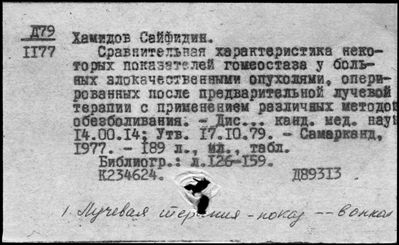 Д79
1177
Хамидов Сайфидин.
Сравнительная характеристика неко-
торых показателей гомеостаза у боль-
ных злокачественными опухолями, опери-
рованных после предварительной лучевой
терапии с применением различных методов
обезболивания. - Дис... канд. мед. наук
14.00.14; Утв. 17.10.79. - Самарканд,
1977. - 189 л., ил., табл.
Библиогр.: л.126-159.
К234624. Д89313
1. Лучевая терапия - показ -- в онкол